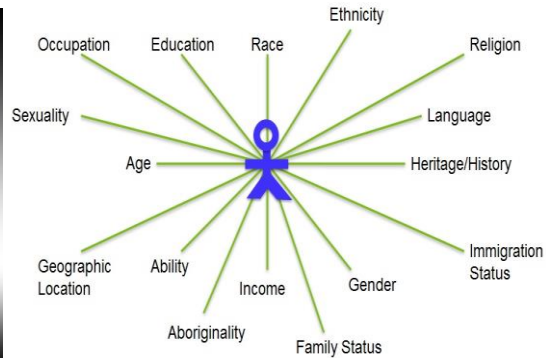 Ethnicity
Occupation
Education
Race
Religion
Sexuality
Language
Age
Heritage/History
Geographic
Location
Ability
Income
Gender
Immigration
Status
Aboriginality
Family Status